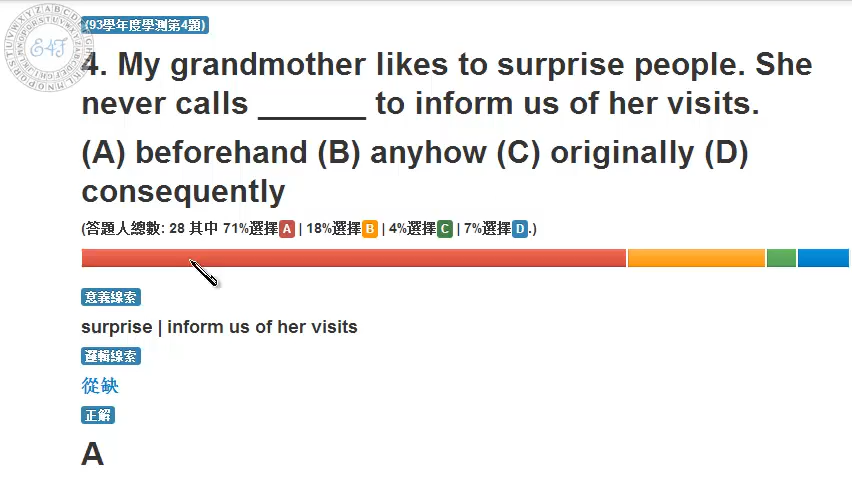 (93學年度學測第4題)
E4F
4. My grandmother likes to surprise people. She
never calls ______ to inform us of her visits.
(A) beforehand (B) anyhow (C) originally (D)
consequently
(答題人總數: 28 其中 71%選擇A | 18%選擇B | 4%選擇C | 7%選擇D.)
意義線索
surprise | inform us of her visits
邏輯線索
從缺
正解
A